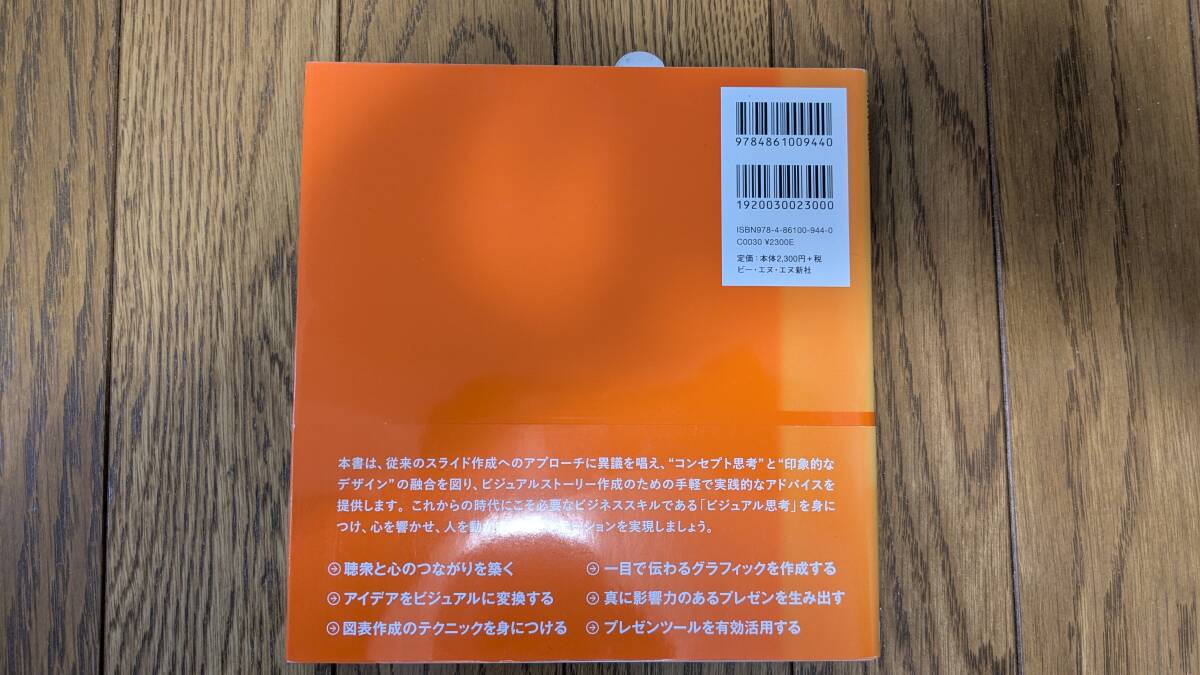 9784861009440
1920030023000
ISBN978-4-86100-944-0
C0030 ¥2300E
定価：本体2,300円＋税
ビー・エヌ・エヌ新社
本書は、従来のスライド作成へのアプローチに異議を唱え、“コンセプト思考”と“印象的な
デザイン”の融合を図り、ビジュアルストーリー作成のための手軽で実践的なアドバイスを
提供します。これからの時代にこそ必要なビジネススキルである「ビジュアル思考」を身に
つけ、心を響かせ、人を動か ションを実現しましょう。
聴衆と心のつながりを築く
アイデアをビジュアルに変換する
図表作成のテクニックを身につける
一目で伝わるグラフィックを作成する
真に影響力のあるプレゼンを生み出す
プレゼンツールを有効活用する